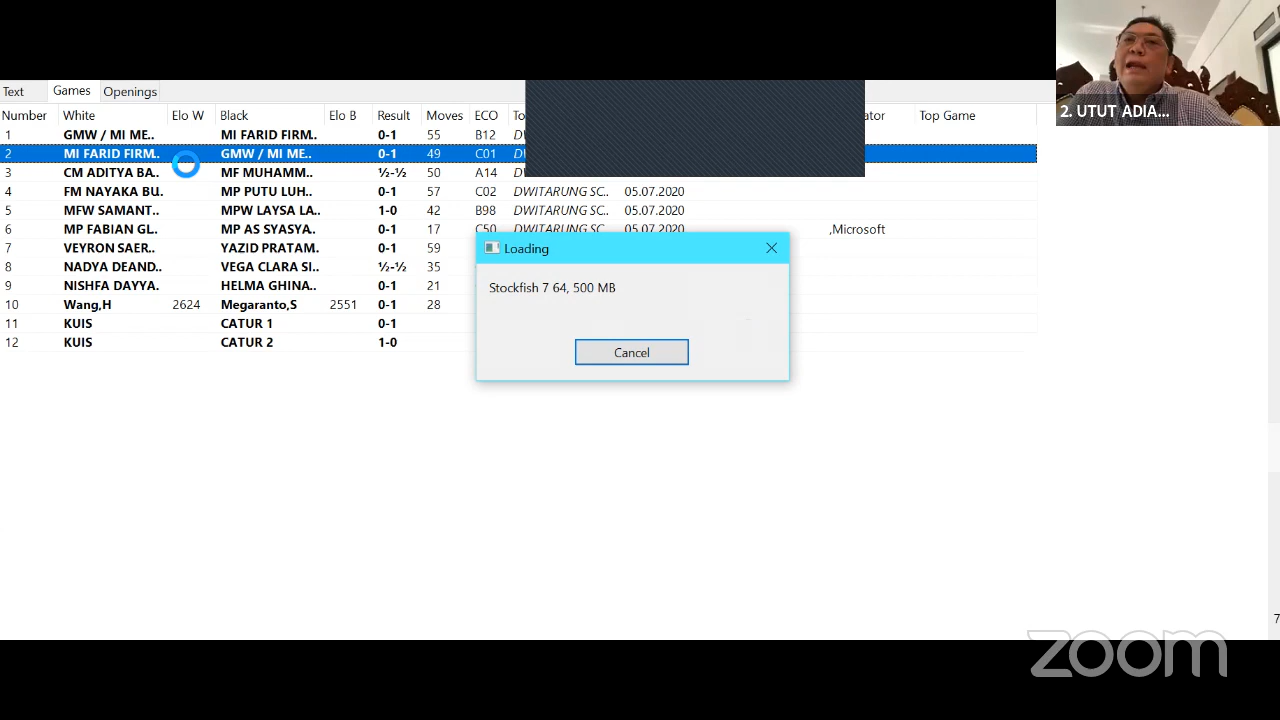 2. UTUT ADIA...
Text Games Openings
Number White Elo W Black Elo B Result Moves ECO Top Game
1 GMW / MI ME.. MI FARID FIRM.. 0-1 55 B12
2 MI FARID FIRM.. GMW / MI ME.. 0-1 49 C01
3 CM ADITYA BA.. MF MUHAMM.. ½-½ 50 A14
4 FM NAYAKA BU. MP PUTU LUH.. 0-1 57 C02 DWITARUNG SC.. 05.07.2020
5 MFW SAMANT.. MPW LAYSA LA.. 1-0 42 B98 DWITARUNG SC.. 05.07.2020
6 MP FABIAN GL.. MP AS SYASYA.. 0-1 17 C50 DWITARUNG SC.. 05.07.2020 ,Microsoft
7 VEYRON SAER.. YAZID PRATAM. 0-1 59
8 NADYA DEAND.. VEGA CLARA SI.. ½-½ 35
9 NISHFA DAYYA. HELMA GHINA.. 0-1 21
10 Wang,H 2624 Megaranto,S 2551 0-1 28
11 KUIS CATUR 1 0-1
12 KUIS CATUR 2 1-0
Loading
Stockfish 7 64, 500 MB
Cancel
7
zoom